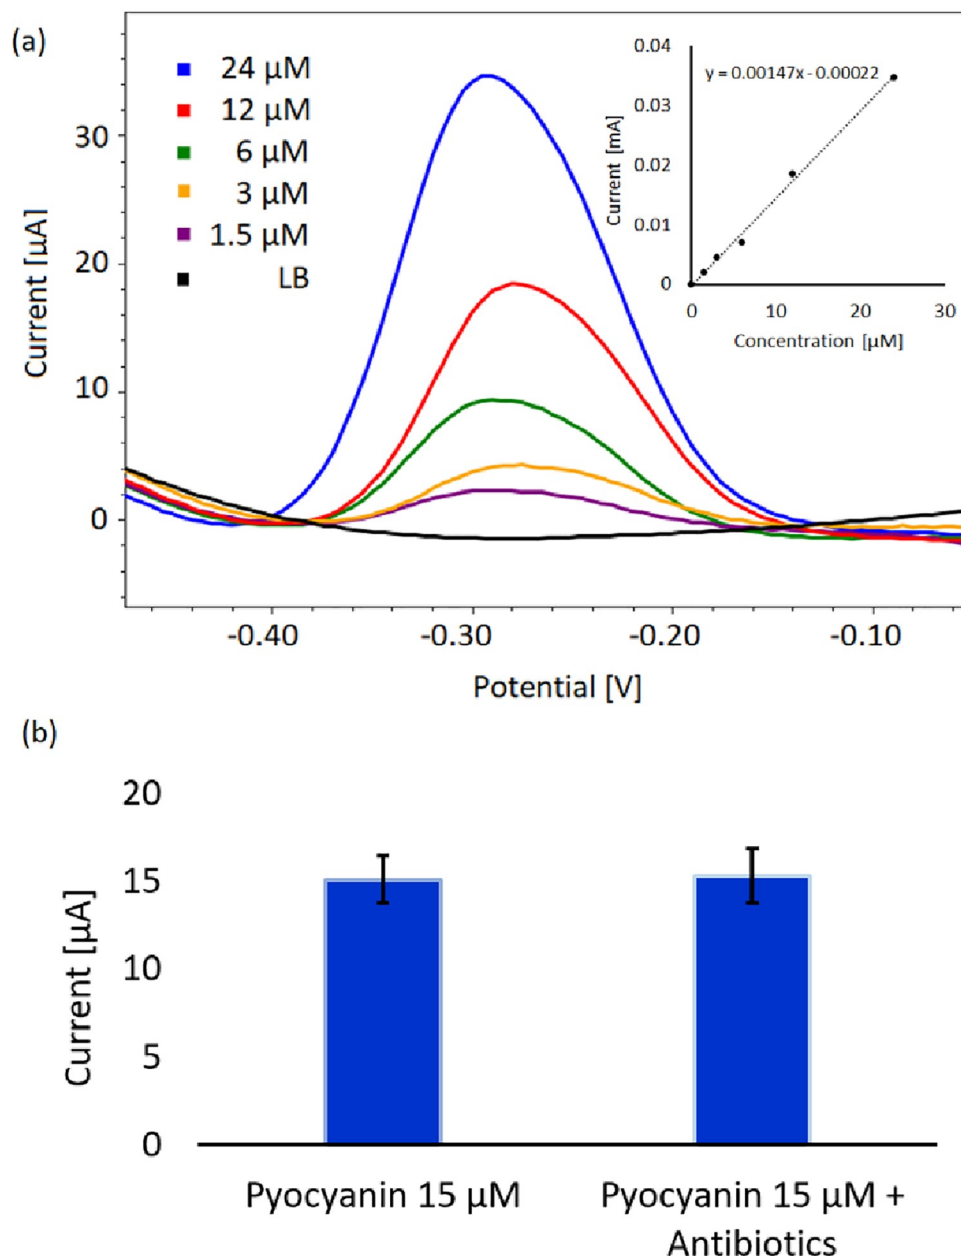 (a)
24 µM
12 µM
6 µM
3 µM
1.5 µM
LB
Current [µA]
30
20
10
0
-0.40
-0.30
-0.20
-0.10
Potential [V]
0.04
0.03
0.02
0.01
0
y = 0.00147x - 0.00022
Current [mA]
0
10
20
30
Concentration [µM]
(b)
20
15
10
5
0
Current [µA]
Pyocyanin 15 µM
Pyocyanin 15 µM +
Antibiotics